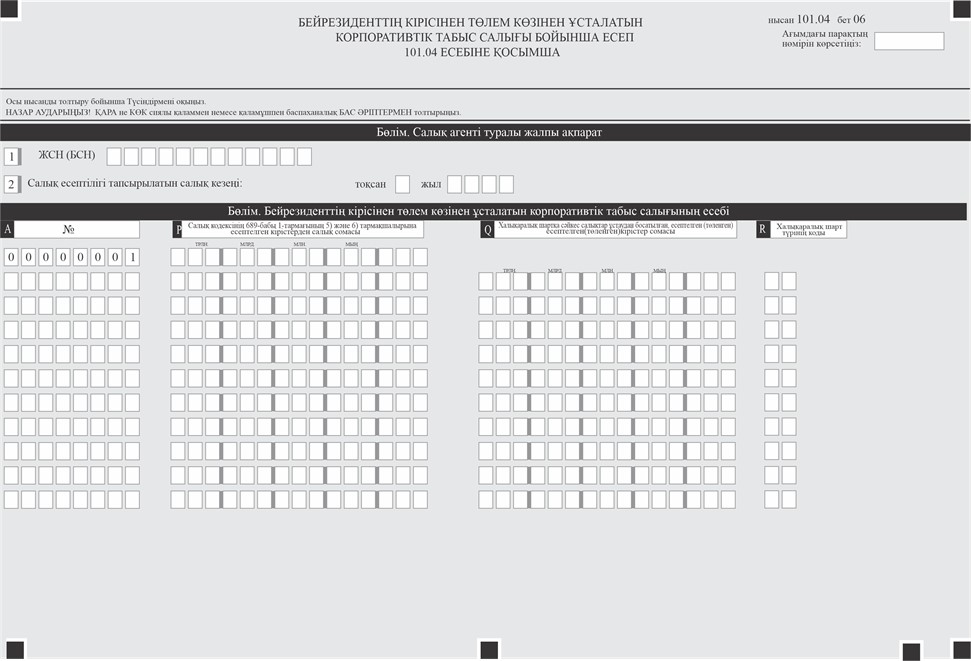 БЕЙРЕЗИДЕНТТІҢ КІРІСІНЕН ТӨЛЕМ КӨЗІНЕН ҰСТАЛАТЫН
КОРПОРАТИВТІК ТАБЫС САЛЫҒЫ БОЙЫНША ЕСЕП
101.04 ЕСЕБІНЕ ҚОСЫМША
нысан 101.04 бет 06
Ағымдағы парақтың
нөмірін көрсетіңіз:
Осы нысанды толтыру бойынша Түсіндірмені оқыңыз.
НАЗАР АУДАРЫҢЫЗ! ҚАРА не КӨК сиялы қаламмен немесе қаламұшпен баспаханалық БАС ӘРІПТЕРМЕН толтырыңыз.
Бөлім. Салық агенті туралы жалпы ақпарат
1 ЖСН (БСН)
2 Салық есептілігі тапсырылатын салық кезеңі: тоқсан жыл
Бөлім. Бейрезиденттің кірісінен төлем көзінен ұсталатын корпоративтік табыс салығының есебі
A №
P Салық кодексінің 689-бабы 1-тармағының 5) және 6) тармақшаларына
есептелген кірістерден салық сомасы
Q Халықаралық шартқа сәйкес салықтар ұстаудан босатылған, есептелген (төленген)
есептелген(төленген)кірістер сомасы
R Халықаралық шарт
түрінің коды
трлн млрд млн мың
0 0 0 0 0 0 0 1
трлн млрд млн мың